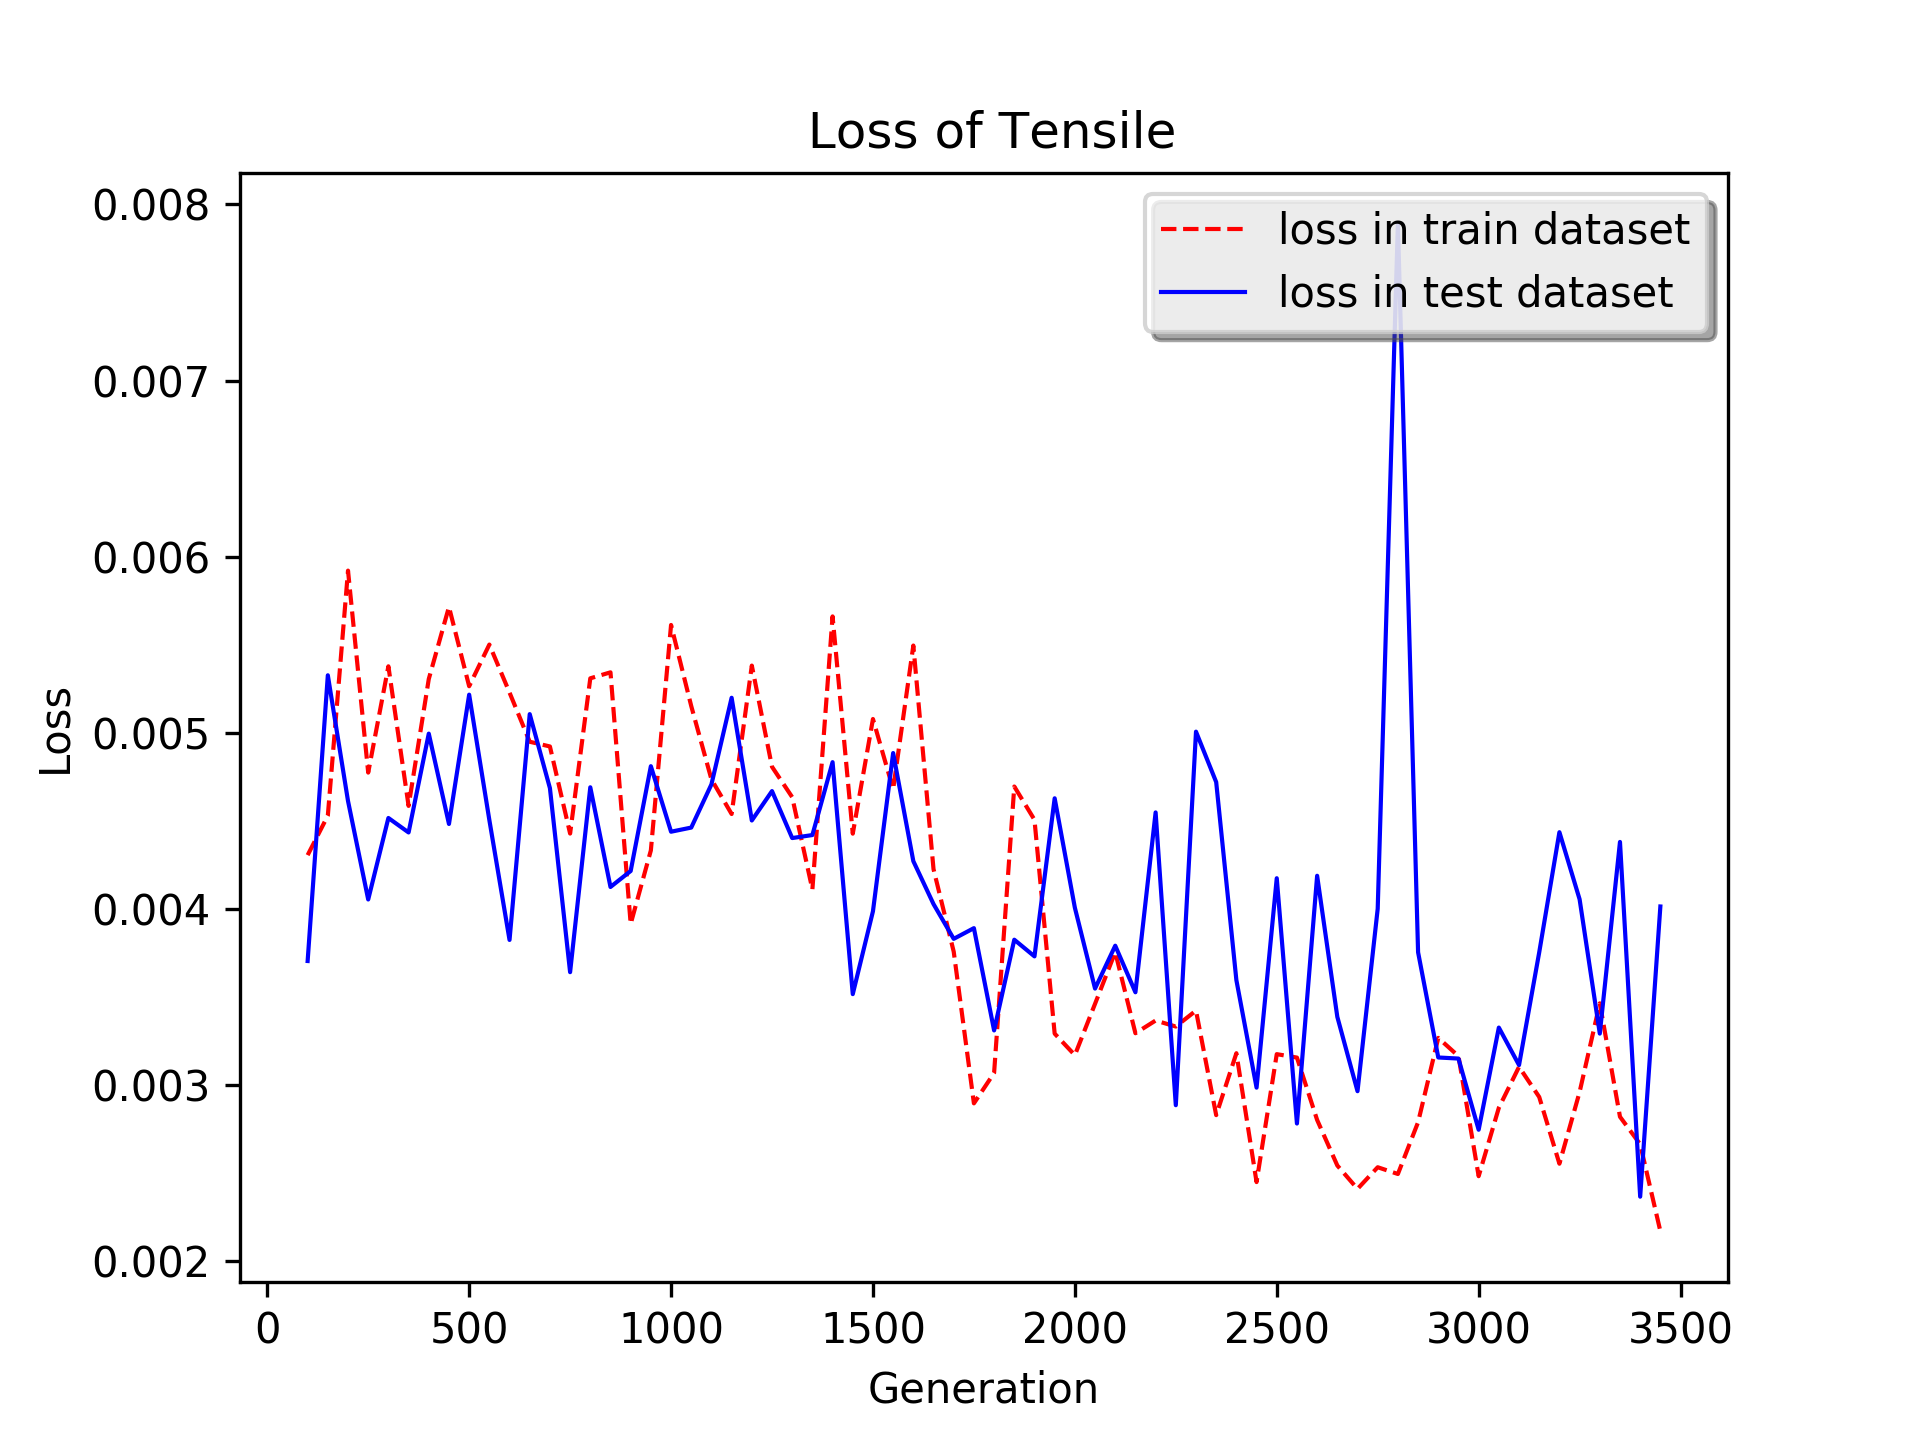 Loss of Tensile
loss in train dataset
loss in test dataset
0.008
0.007
0.006
0.005
0.004
0.003
0.002
Loss
0 500 1000 1500 2000 2500 3000 3500
Generation